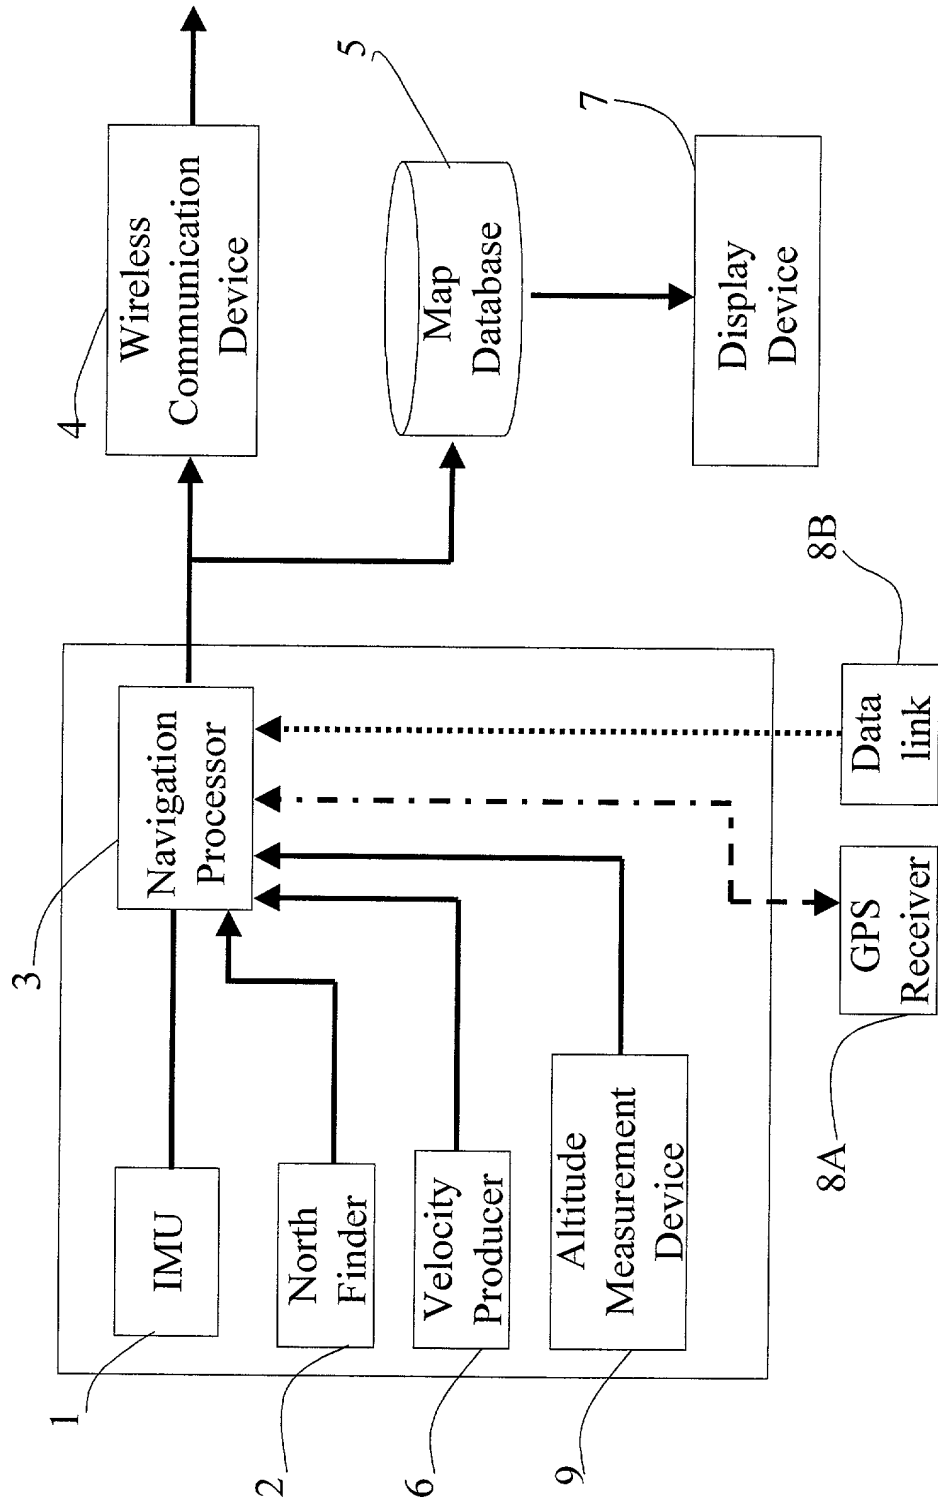 1
IMU
2
North
Finder
6
Velocity
Producer
9
Altitude
Measurement
Device
3
Navigation
Processor
8A
GPS
Receiver
8B
Data
link
4
Wireless
Communication
Device
5
Map
Database
7
Display
Device